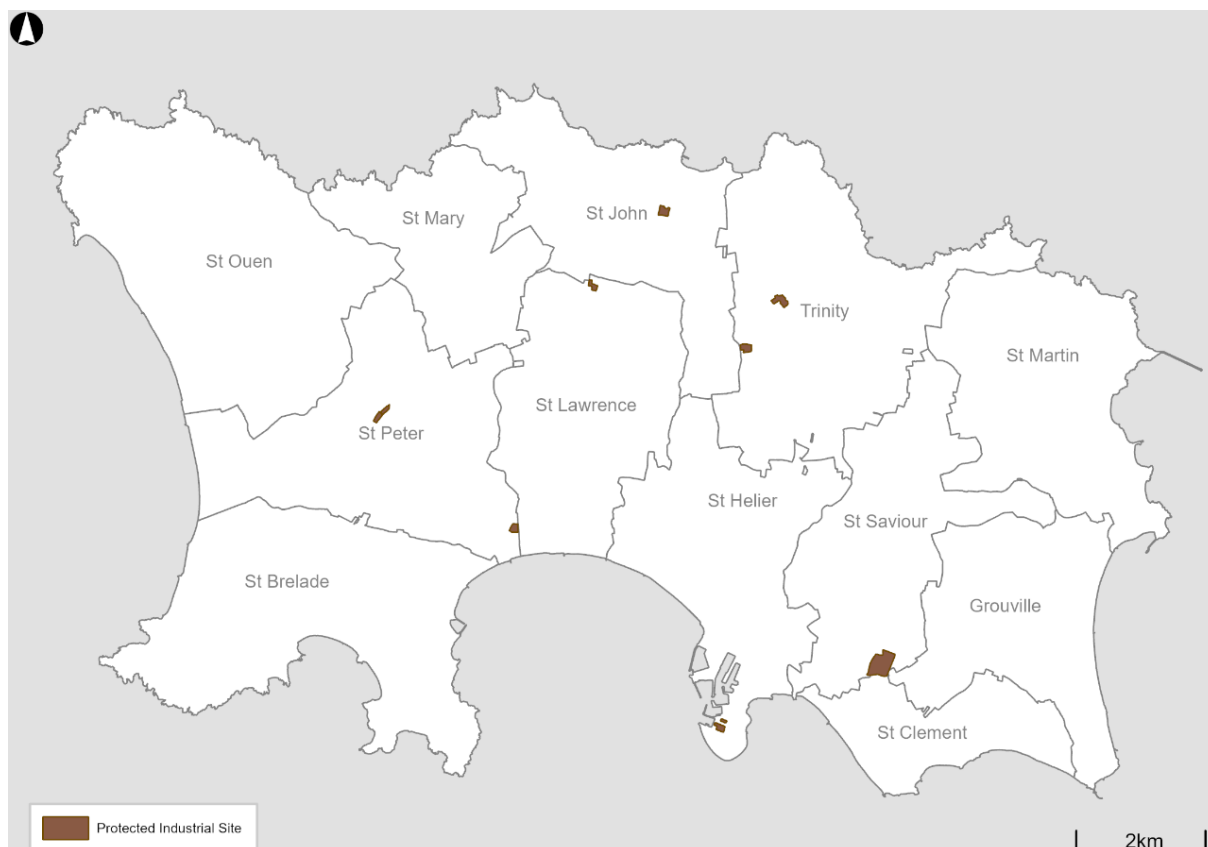 St Mary
St John
St Ouen
Trinity
St Martin
St Lawrence
St Peter
St Helier
St Saviour
St Brelade
Grouville
St Clement
Protected Industrial Site
2km